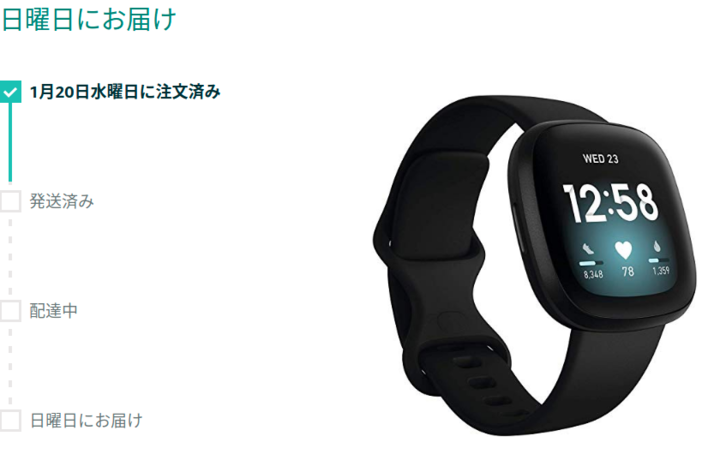 日曜日にお届け
1月20日水曜日に注文済み
発送済み
配達中
日曜日にお届け
WED 23
12:58
8,348 78 1,359